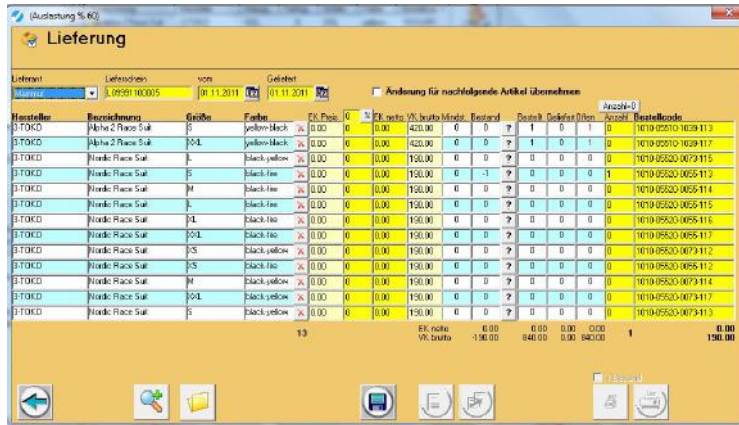 (Auslastung % 60)
Lieferung
Lieferant Lieferschein vom Geliefert
L09991100005 01.11.2011 01.11.2011 Änderung für nachfolgende Artikel übernehmen
Anzahl=0
Hersteller Bezeichnung Größe Farbe EK Preis 0 % EK netto VK brutto Mindst. Bestand Bestellt Geliefert Offen Anzahl Bestellcode
3-TOKO Alpha 2 Race Suit S yellow-black X 0.00 0 0.00 420.00 0 0 ? 1 0 1 0 1010-05510-1039-113
3-TOKO Alpha 2 Race Suit XXL yellow-black X 0.00 0 0.00 420.00 0 0 ? 1 0 1 0 1010-05510-1039-117
3-TOKO Nordic Race Suit L black-yellow X 0.00 0 0.00 190.00 0 0 ? 0 0 0 0 1010-05520-0073-115
3-TOKO Nordic Race Suit S black-fire X 0.00 0 0.00 190.00 0 -1 ? 0 0 0 1 1010-05520-0055-113
3-TOKO Nordic Race Suit M black-fire X 0.00 0 0.00 190.00 0 0 ? 0 0 0 0 1010-05520-0055-114
3-TOKO Nordic Race Suit L black-fire X 0.00 0 0.00 190.00 0 0 ? 0 0 0 0 1010-05520-0055-115
3-TOKO Nordic Race Suit XL black-fire X 0.00 0 0.00 190.00 0 0 ? 0 0 0 0 1010-05520-0055-116
3-TOKO Nordic Race Suit XXL black-fire X 0.00 0 0.00 190.00 0 0 ? 0 0 0 0 1010-05520-0055-117
3-TOKO Nordic Race Suit XS black-yellow X 0.00 0 0.00 190.00 0 0 ? 0 0 0 0 1010-05520-0073-112
3-TOKO Nordic Race Suit XS black-fire X 0.00 0 0.00 190.00 0 0 ? 0 0 0 0 1010-05520-0055-112
3-TOKO Nordic Race Suit M black-yellow X 0.00 0 0.00 190.00 0 0 ? 0 0 0 0 1010-05520-0073-114
3-TOKO Nordic Race Suit XXL black-yellow X 0.00 0 0.00 190.00 0 0 ? 0 0 0 0 1010-05520-0073-117
3-TOKO Nordic Race Suit S black-yellow X 0.00 0 0.00 190.00 0 0 ? 0 0 0 0 1010-05520-0073-113
13 EK netto 0.00 0.00 0.00 0.00 1 0.00
VK brutto -190.00 840.00 0.00 840.00 190.00